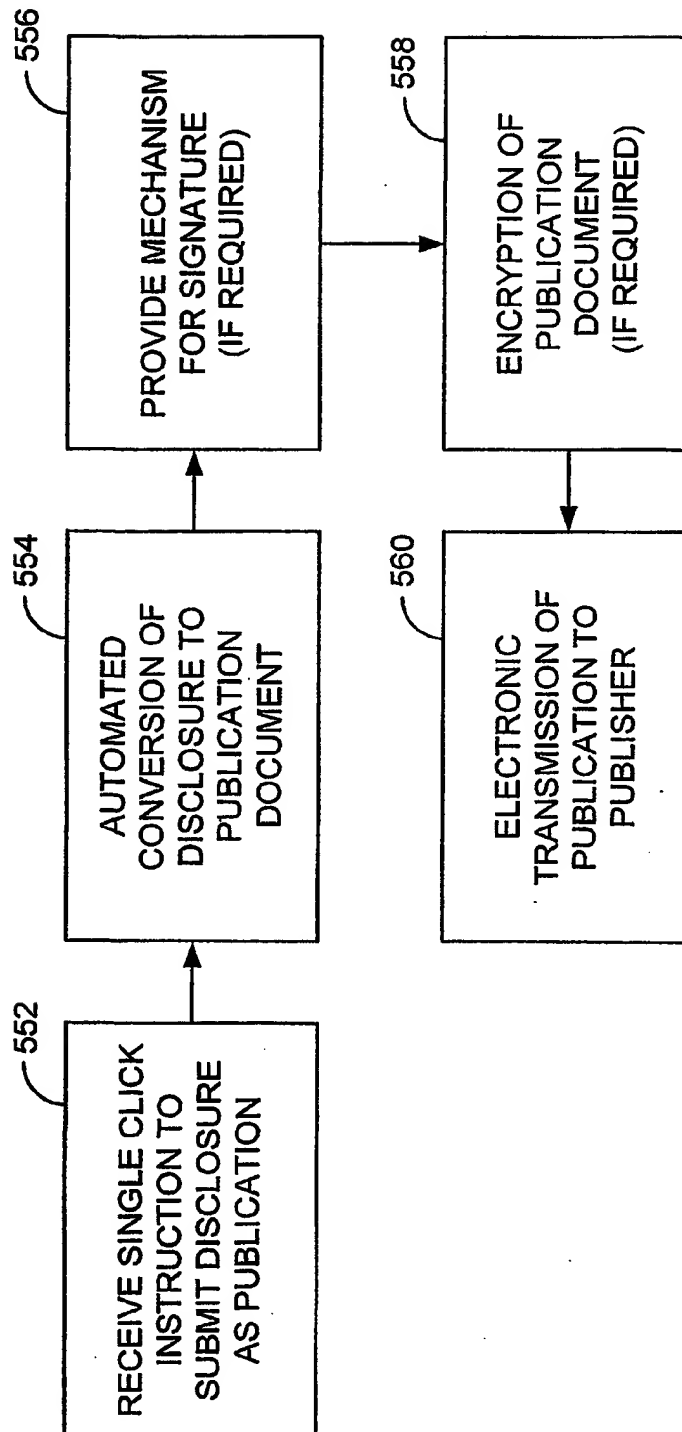 552
RECEIVE SINGLE CLICK
INSTRUCTION TO
SUBMIT DISCLOSURE
AS PUBLICATION
554
AUTOMATED
CONVERSION OF
DISCLOSURE TO
PUBLICATION
DOCUMENT
556
PROVIDE MECHANISM
FOR SIGNATURE
(IF REQUIRED)
558
ENCRYPTION OF
PUBLICATION
DOCUMENT
(IF REQUIRED)
560
ELECTRONIC
TRANSMISSION OF
PUBLICATION TO
PUBLISHER